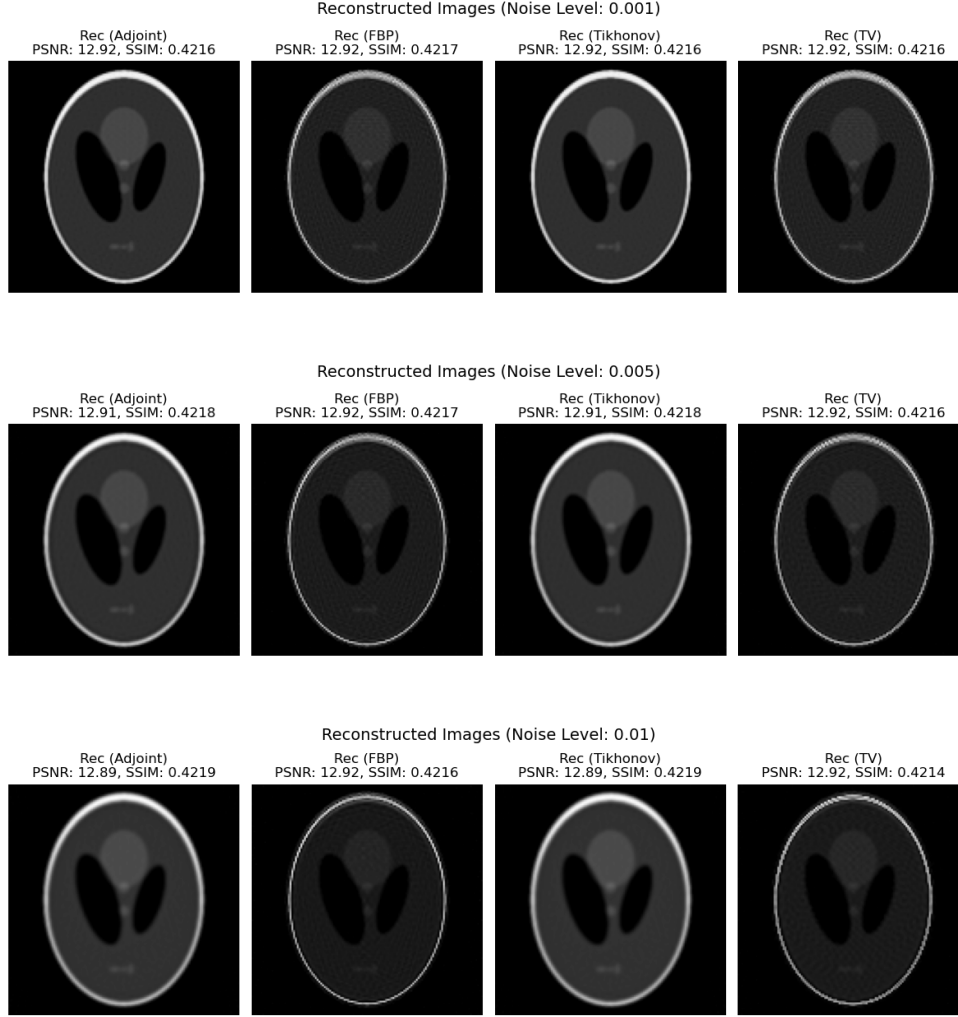 Reconstructed Images (Noise Level: 0.001)
Rec (Adjoint)
PSNR: 12.92, SSIM: 0.4216
Rec (FBP)
PSNR: 12.92, SSIM: 0.4217
Rec (Tikhonov)
PSNR: 12.92, SSIM: 0.4216
Rec (TV)
PSNR: 12.92, SSIM: 0.4216
Reconstructed Images (Noise Level: 0.005)
Rec (Adjoint)
PSNR: 12.91, SSIM: 0.4218
Rec (FBP)
PSNR: 12.92, SSIM: 0.4217
Rec (Tikhonov)
PSNR: 12.91, SSIM: 0.4218
Rec (TV)
PSNR: 12.92, SSIM: 0.4216
Reconstructed Images (Noise Level: 0.01)
Rec (Adjoint)
PSNR: 12.89, SSIM: 0.4219
Rec (FBP)
PSNR: 12.92, SSIM: 0.4216
Rec (Tikhonov)
PSNR: 12.89, SSIM: 0.4219
Rec (TV)
PSNR: 12.92, SSIM: 0.4214